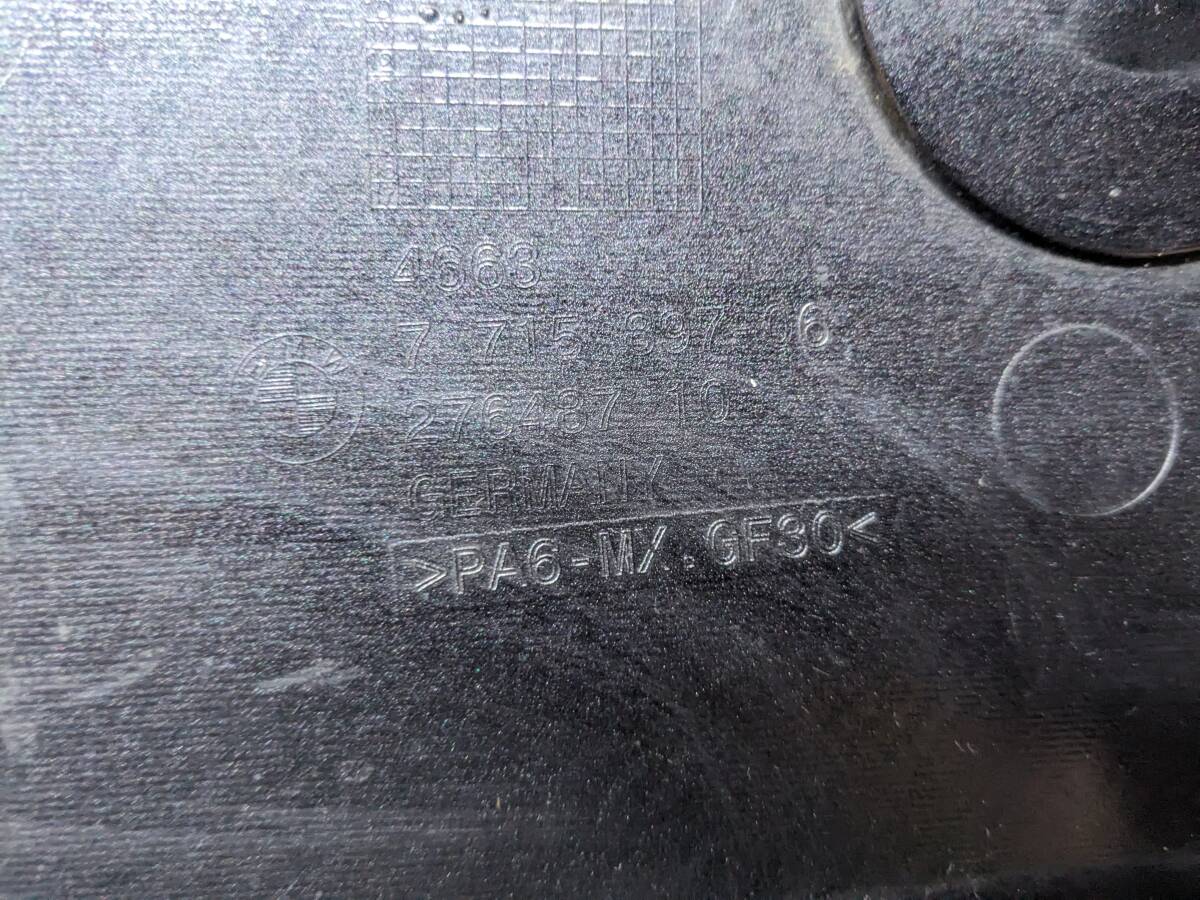 4663
7 715 897 06
276487 10
GERMANY
>PA6-MX.GF30<